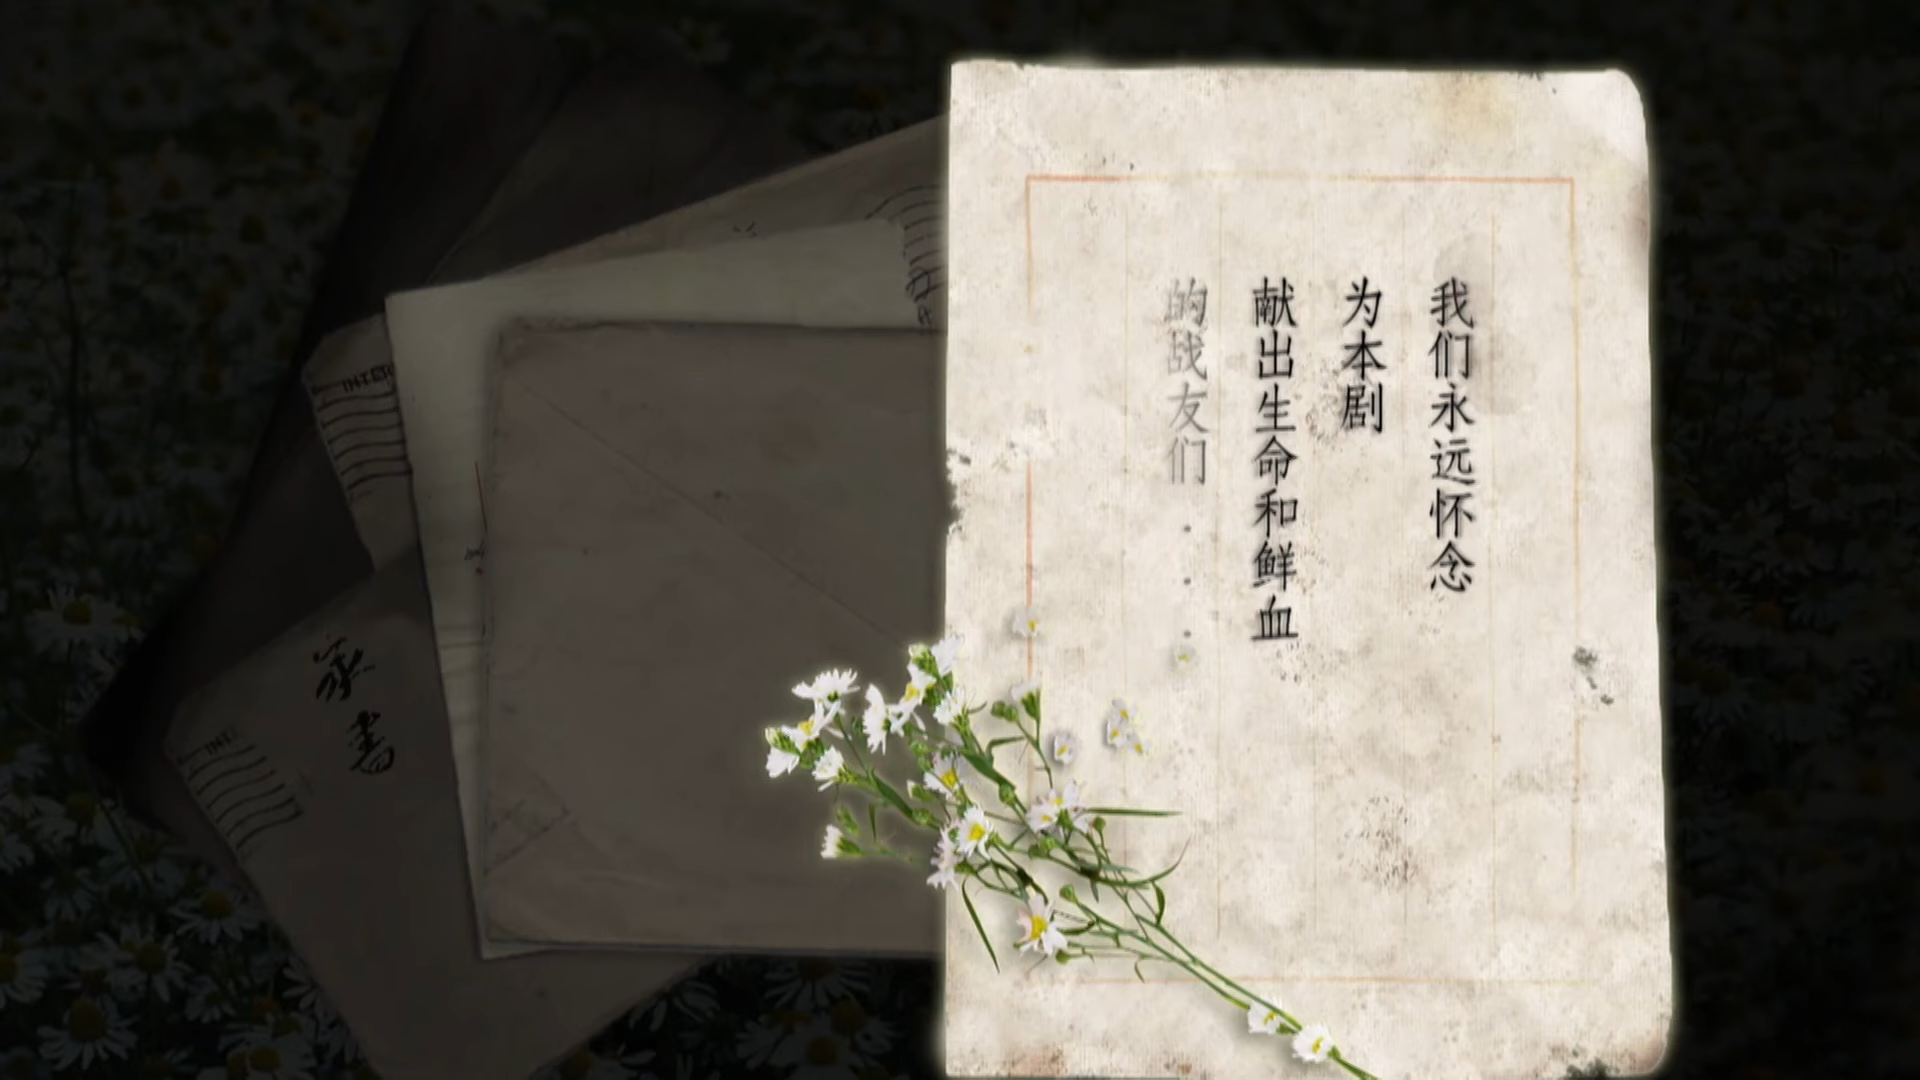 我们永远怀念
为本剧
献出生命和鲜血
的战友们...
家书